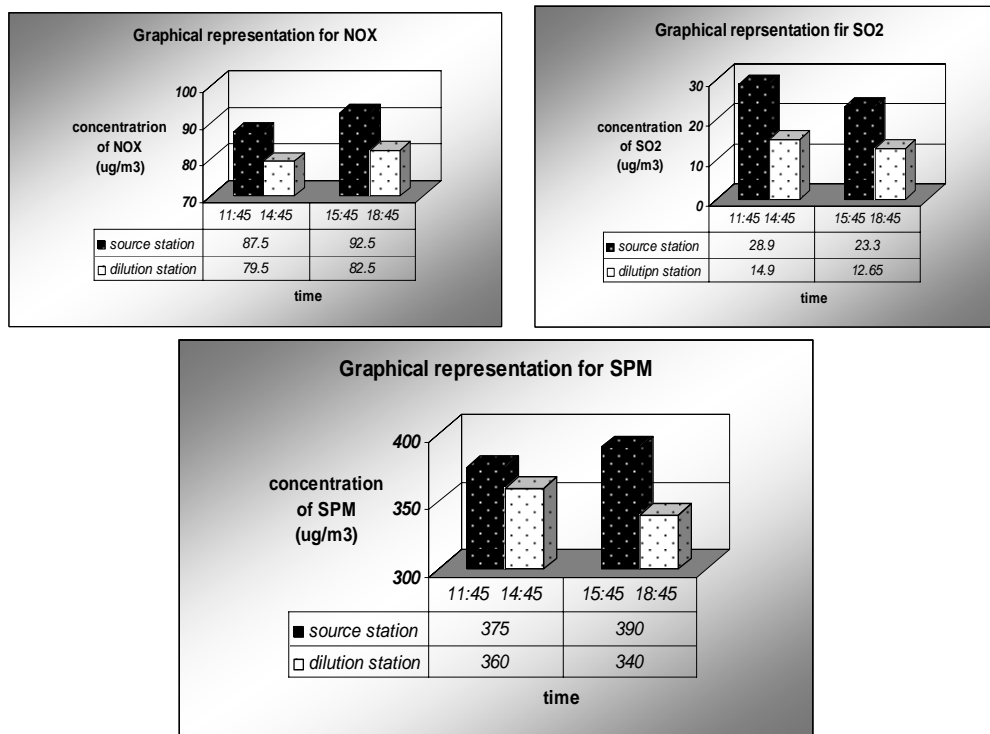 Graphical representation for NOX
concentratrion
of NOX
(ug/m3)
100
90
80
70
11:45 14:45 15:45 18:45
source station 87.5 92.5
dilution station 79.5 82.5
time
Graphical reprsentation fir SO2
concentration
of SO2
(ug/m3)
30
20
10
0
11:45 14:45 15:45 18:45
source station 28.9 23.3
dilutipn station 14.9 12.65
time
Graphical representation for SPM
concentration
of SPM
(ug/m3)
400
350
300
11:45 14:45 15:45 18:45
source station 375 390
dilution station 360 340
time